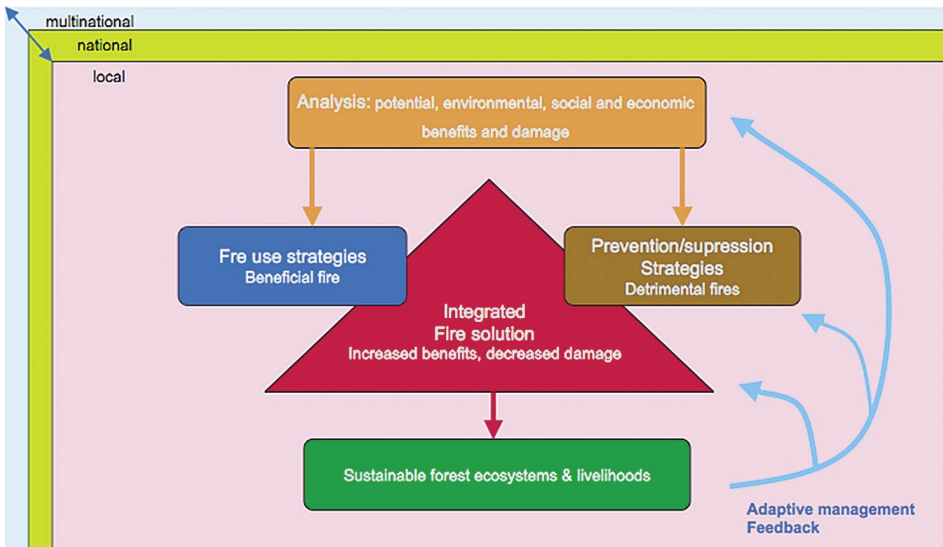 multinational
national
local
Analysis: potential, environmental, social and economic
benefits and damage
Fre use strategies
Beneficial fire
Prevention/supression
Strategies
Detrimental fires
Integrated
Fire solution
Increased benefits, decreased damage
Sustainable forest ecosystems & livelihoods
Adaptive management
Feedback